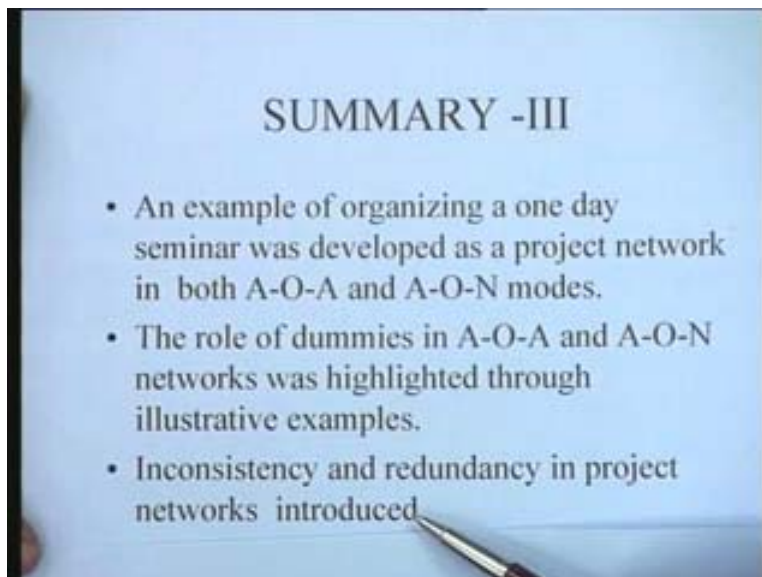 SUMMARY -III
• An example of organizing a one day
seminar was developed as a project network
in both A-O-A and A-O-N modes.
• The role of dummies in A-O-A and A-O-N
networks was highlighted through
illustrative examples.
• Inconsistency and redundancy in project
networks introduced